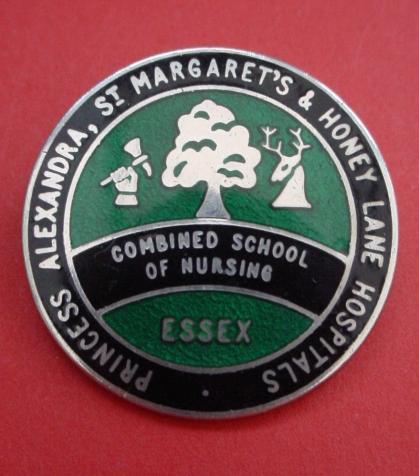 PRINCESS ALEXANDRA, ST MARGARET'S & HONEY LANE HOSPITALS
COMBINED SCHOOL
OF NURSING
ESSEX